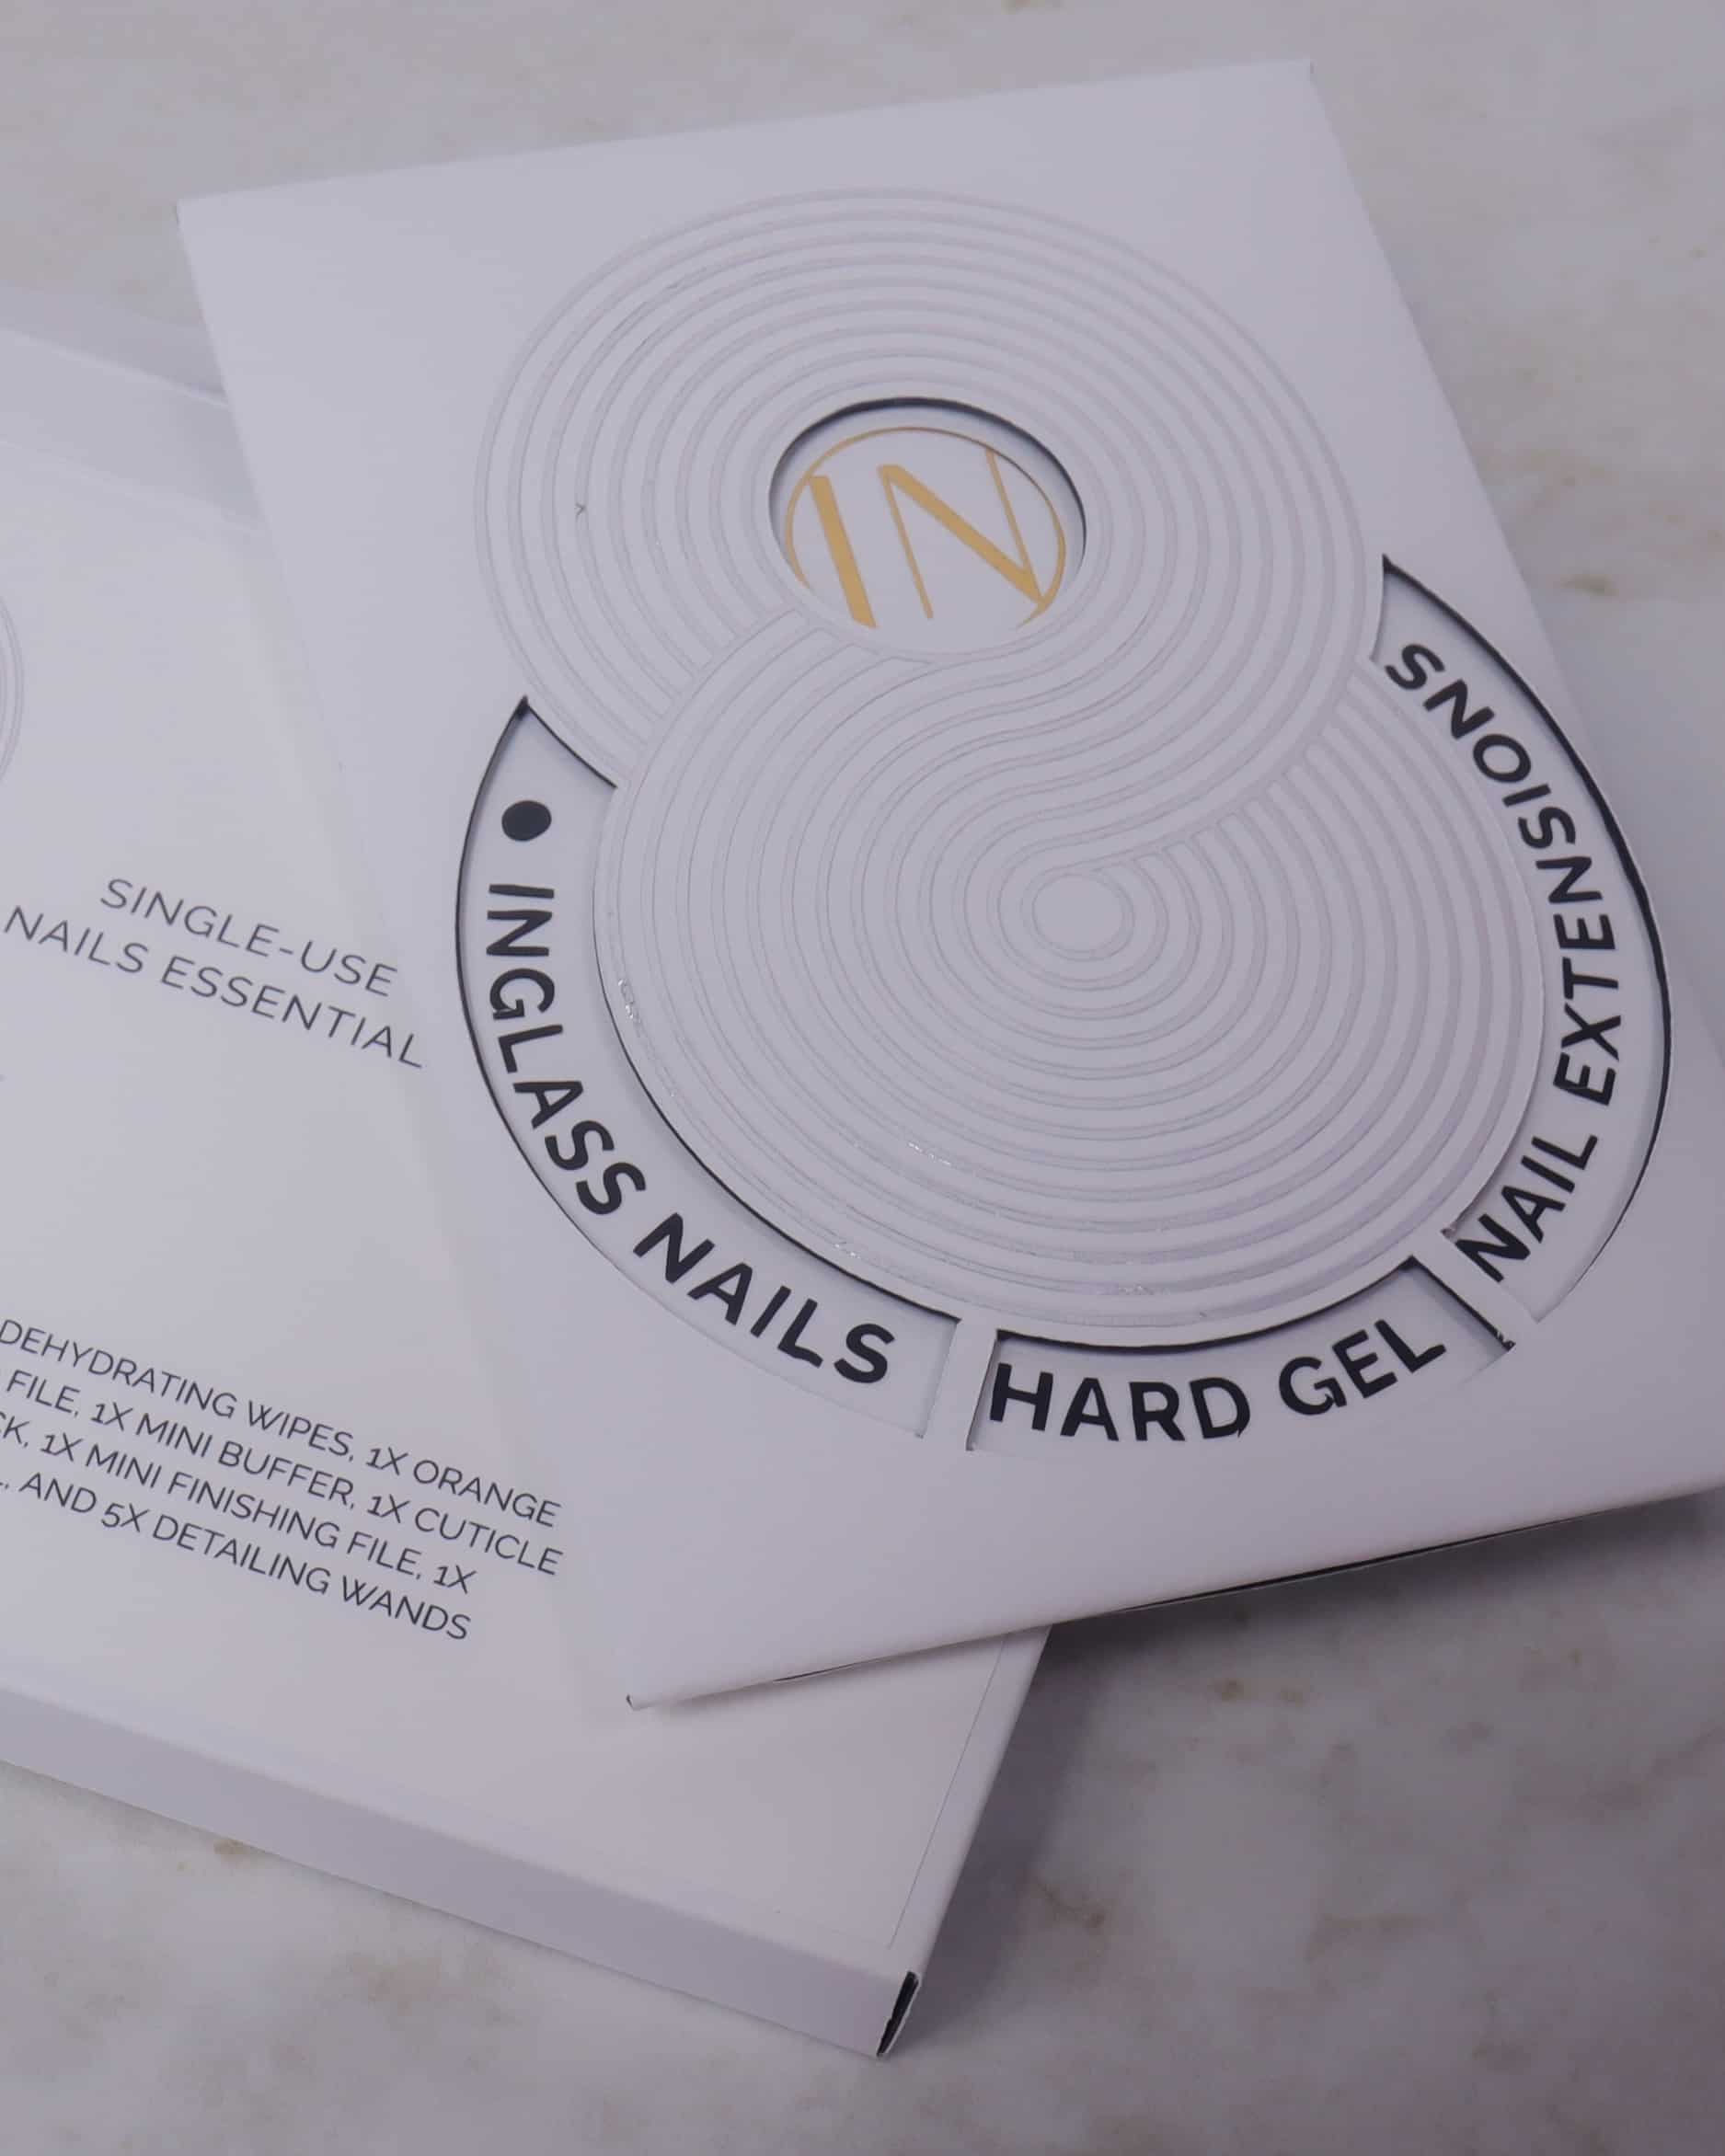 IN
● INGLASS NAILS
HARD GEL
NAIL EXTENSIONS
SINGLE-USE
NAILS ESSENTIAL
DEHYDRATING WIPES, 1X ORANGE
FILE, 1X MINI BUFFER, 1X CUTICLE
1X MINI FINISHING FILE, 1X
AND 5X DETAILING WANDS